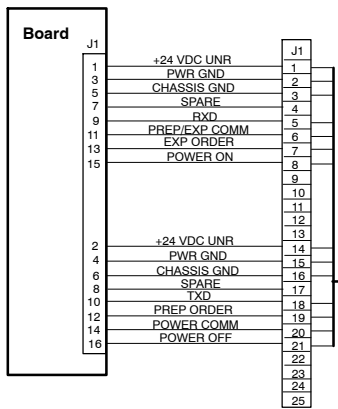 Board
J1 J1
1 +24 VDC UNR 1
3 PWR GND 2
5 CHASSIS GND 3
7 SPARE 4
9 RXD 5
11 PREP/EXP COMM 6
13 EXP ORDER 7
15 POWER ON 8
9
10
11
12
13
2 +24 VDC UNR 14
4 PWR GND 15
6 CHASSIS GND 16
8 SPARE 17
10 TXD 18
12 PREP ORDER 19
14 POWER COMM 20
16 POWER OFF 21
22
23
24
25